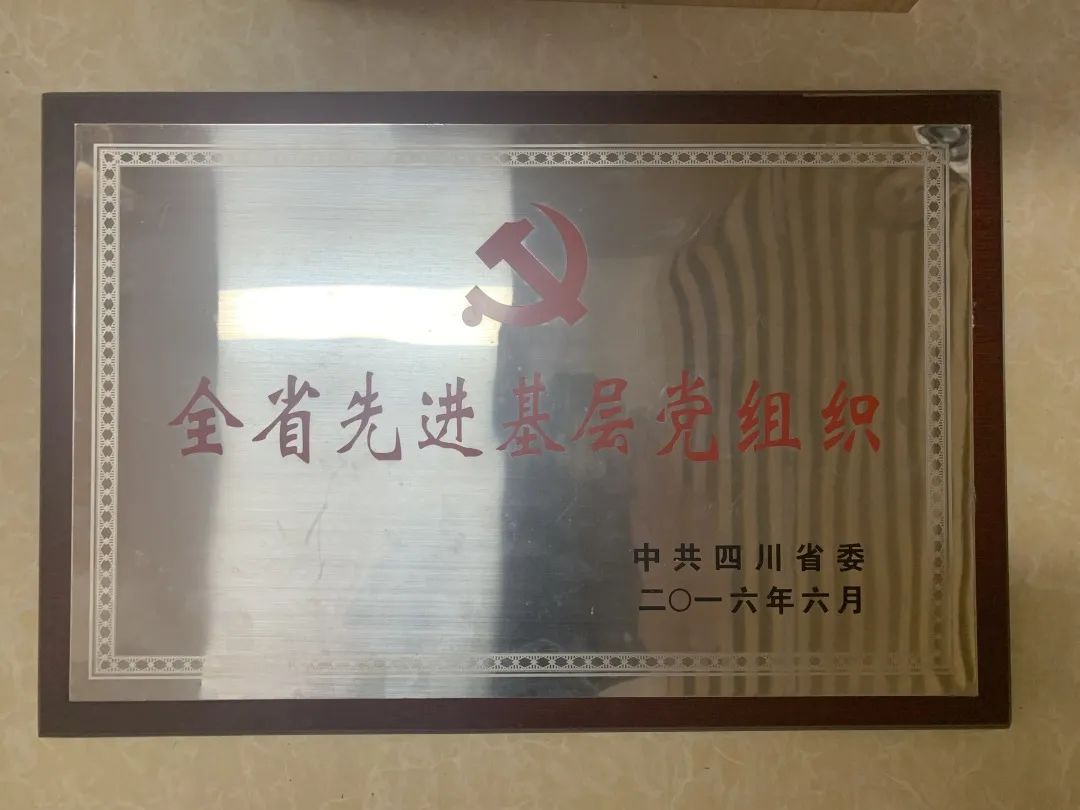 全省先进基层党组织
中共四川省委
二〇一六年六月